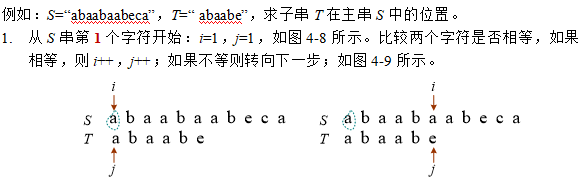 例如：S=“abaabaabeca”，T=“ abaabe”，求子串 T 在主串 S 中的位置。
1. 从 S 串第 1 个字符开始：i=1，j=1，如图 4-8 所示。比较两个字符是否相等，如果
相等，则 i++，j++；如果不等则转向下一步；如图 4-9 所示。
i i
S a b a a b a a b e c a S a b a a b a a b e c a
T a b a a b e T a b a a b e
j j